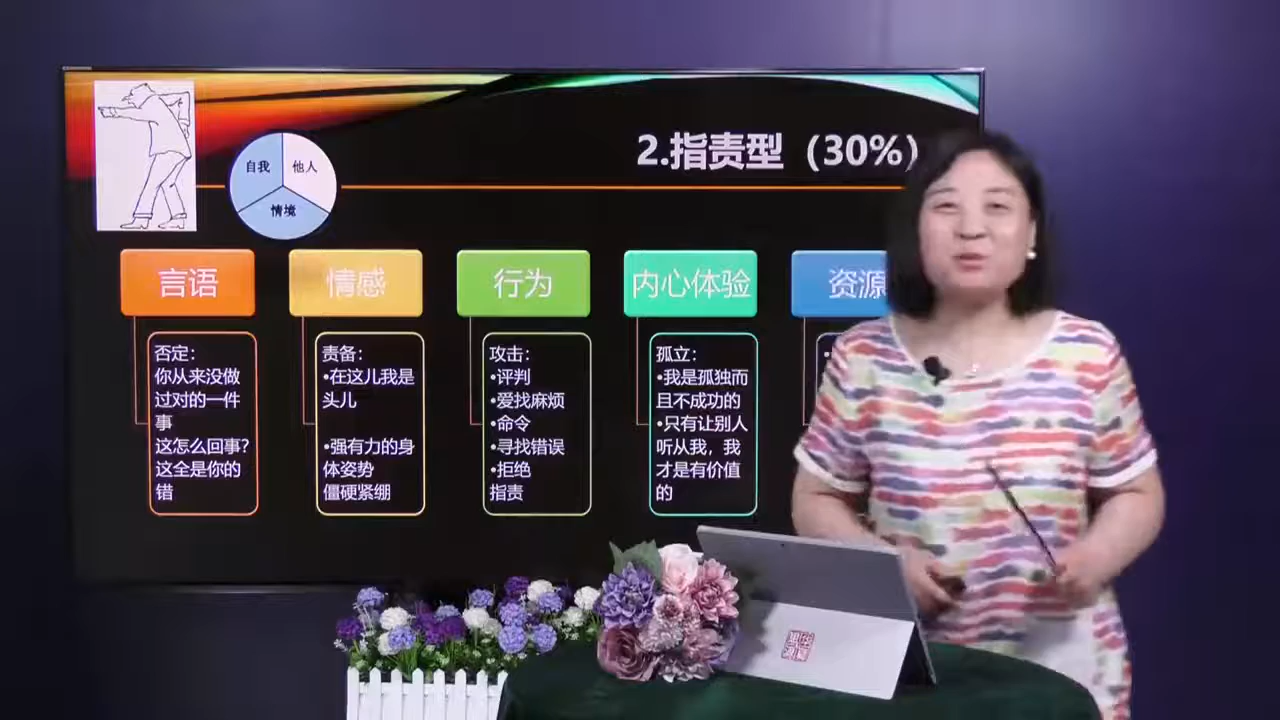 2.指责型（30%）
自我
他人
情境
言语
情感
行为
内心体验
资源
否定：
你从来没做
过对的一件
事
这怎么回事？
这全是你的
错
责备：
•在这儿我是
头儿
•强有力的身
体姿势
僵硬紧绷
攻击：
•评判
•爱找麻烦
•命令
•寻找错误
•拒绝
指责
孤立：
•我是孤独而
且不成功的
•只有让别人
听从我，我
才是有价值
的